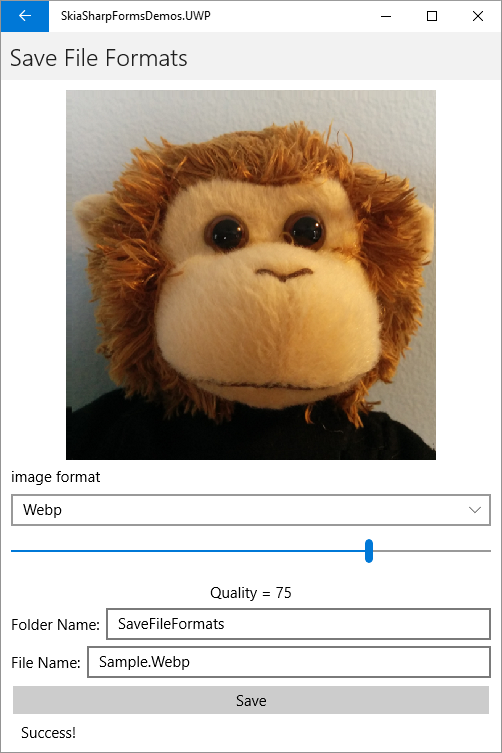 SkiaSharpFormsDemos.UWP
Save File Formats
image format
Webp
Quality = 75
Folder Name: SaveFileFormats
File Name: Sample.Webp
Save
Success!